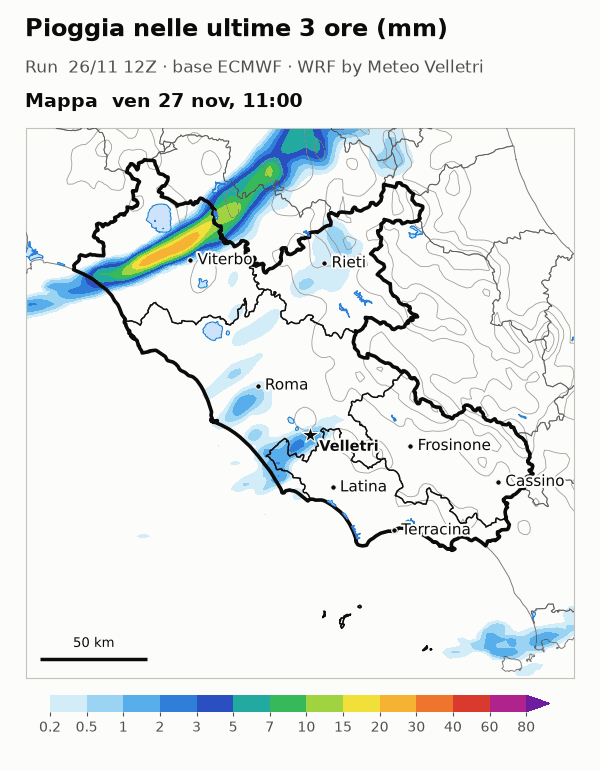 Pioggia nelle ultime 3 ore (mm)
Run 26/11 12Z · base ECMWF · WRF by Meteo Velletri
Mappa ven 27 nov, 11:00
Viterbo
Rieti
Roma
Velletri
Frosinone
Latina
Cassino
Terracina
50 km
0.2 0.5 1 2 3 5 7 10 15 20 30 40 60 80